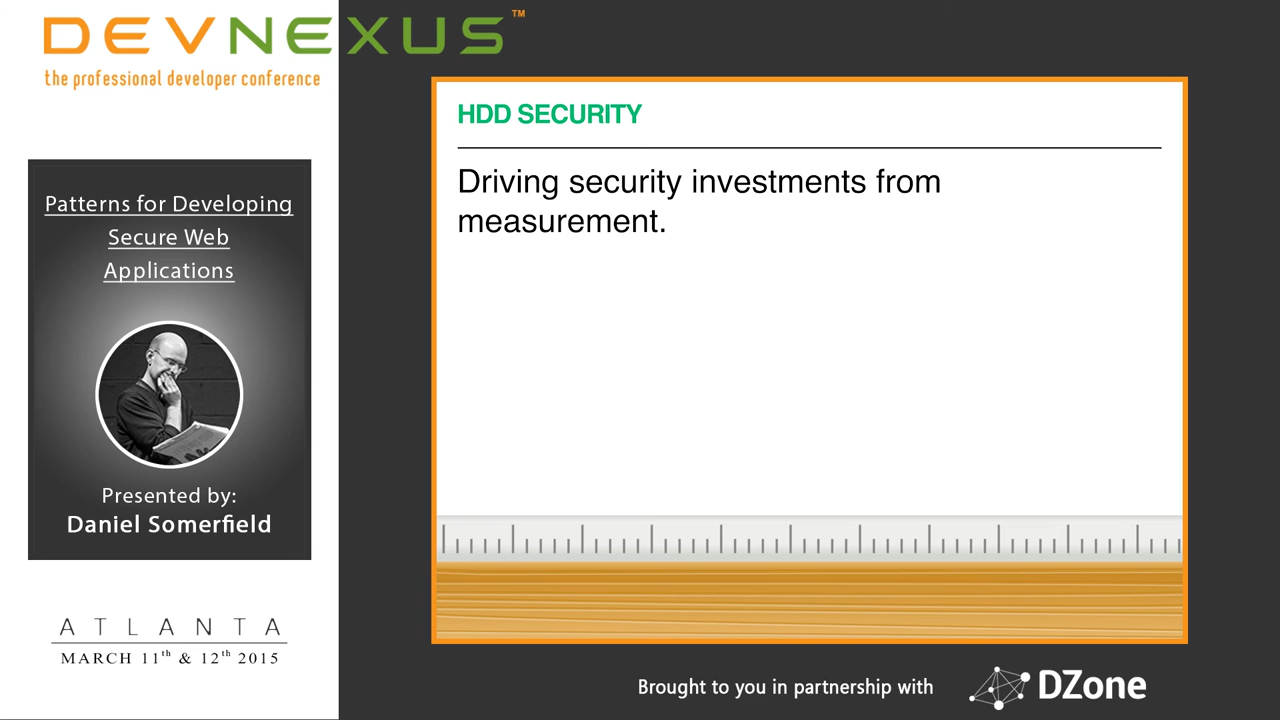 DEVNEXUS™
the professional developer conference
Patterns for Developing
Secure Web
Applications
Presented by:
Daniel Somerfield
ATLANTA
MARCH 11th & 12th 2015
HDD SECURITY
Driving security investments from
measurement.
Brought to you in partnership with
DZone